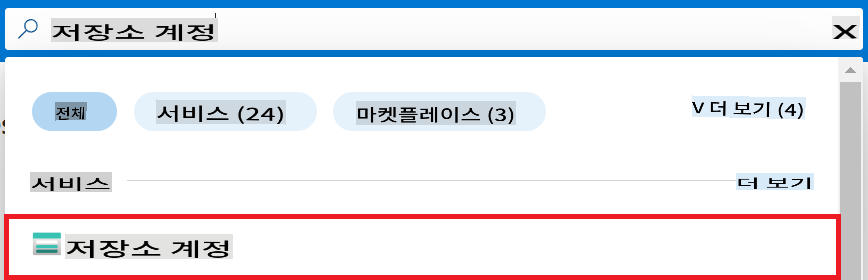 저장소 계정 X
전체 서비스 (24) 마켓플레이스 (3) V 더 보기 (4)
서비스 더 보기
저장소 계정